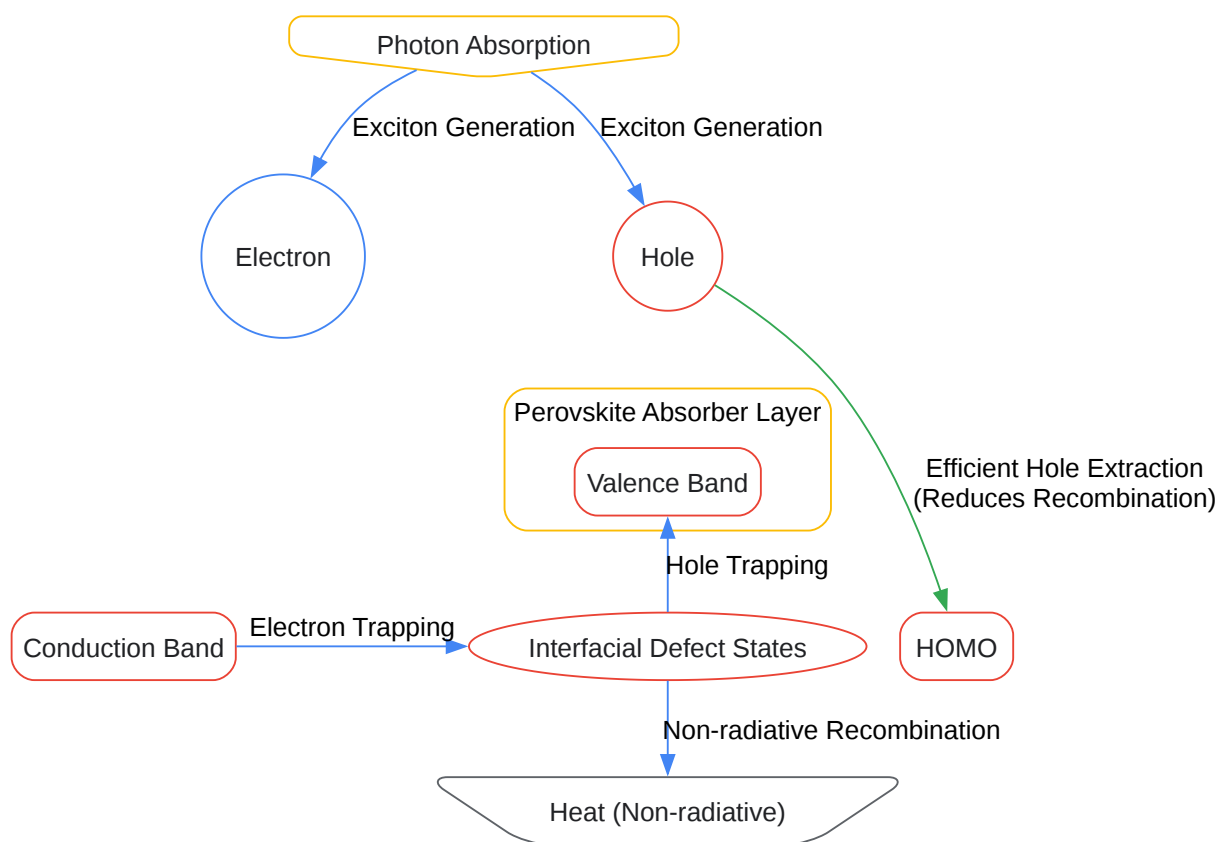 Photon Absorption
Exciton Generation
Exciton Generation
Electron
Hole
Perovskite Absorber Layer
Valence Band
Efficient Hole Extraction
(Reduces Recombination)
Hole Trapping
Electron Trapping
Conduction Band
Interfacial Defect States
HOMO
Non-radiative Recombination
Heat (Non-radiative)